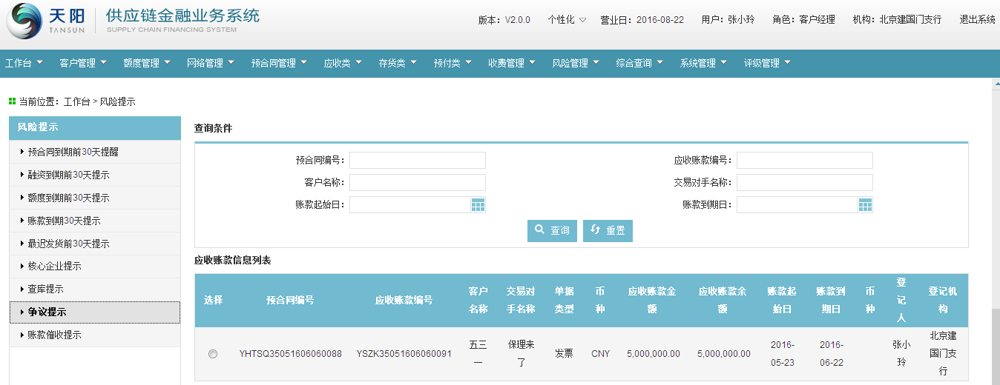 天阳
TANSUN
供应链金融业务系统
SUPPLY CHAIN FINANCING SYSTEM
版本：V2.0.0 个性化 营业日：2016-08-22 用户：张小玲 角色：客户经理 机构：北京建国门支行 退出系统
工作台 客户管理 额度管理 网络管理 预合同管理 应收类 存货类 预付类 收费管理 风险管理 综合查询 系统管理 评级管理
当前位置：工作台 > 风险提示
风险提示
预合同到期前30天提醒
融资到期前30天提示
额度到期前30天提示
账款到期30天提示
最迟发货前30天提示
核心企业提示
查库提示
争议提示
账款催收提示
查询条件
预合同编号： 应收账款编号：
客户名称： 交易对手名称：
账款起始日： 账款到期日：
查询 重置
应收账款信息列表
选择 预合同编号 应收账款编号 客户名称 交易对手名称 单据类型 币种 应收账款金额 应收账款余额 账款起始日 账款到期日 币种 登记人 登记机构
YHTSQ35051606060088 YSZK35051606060091 五三一 保理来了 发票 CNY 5,000,000.00 5,000,000.00 2016-05-23 2016-06-22 张小玲 北京建国门支行